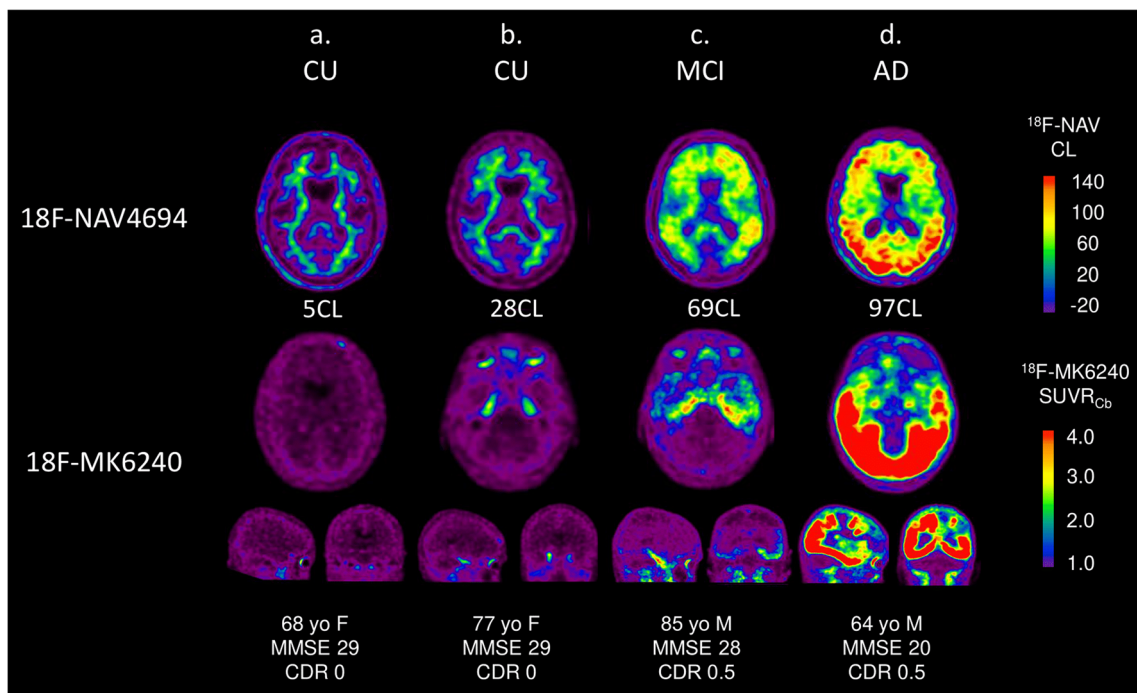 a.
CU
b.
CU
c.
MCI
d.
AD
18F-NAV4694
¹⁸F-NAV
CL
140
100
60
20
-20
5CL
28CL
69CL
97CL
18F-MK6240
¹⁸F-MK6240
SUVR_Cb
4.0
3.0
2.0
1.0
68 yo F
MMSE 29
CDR 0
77 yo F
MMSE 29
CDR 0
85 yo M
MMSE 28
CDR 0.5
64 yo M
MMSE 20
CDR 0.5